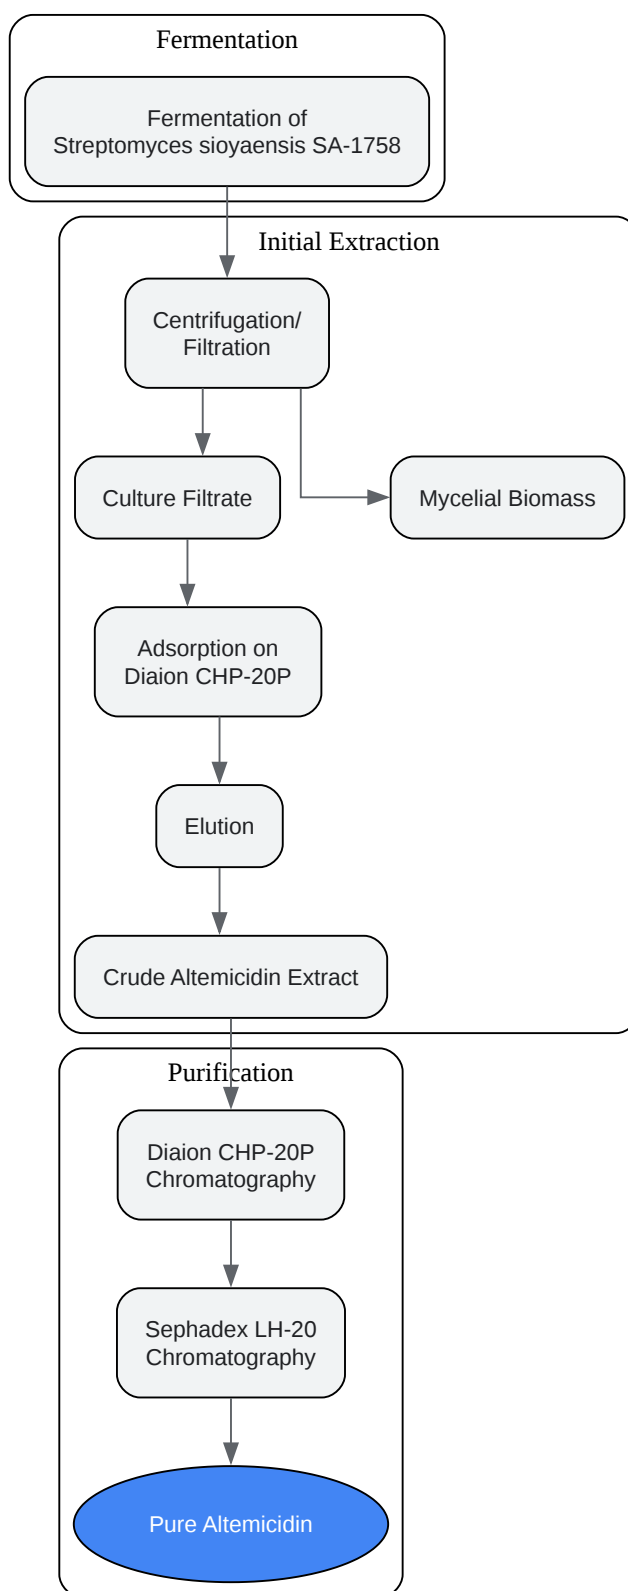 Fermentation
Fermentation of
Streptomyces sioyaensis SA-1758
Initial Extraction
Centrifugation/
Filtration
Culture Filtrate
Mycelial Biomass
Adsorption on
Diaion CHP-20P
Elution
Crude Altemicidin Extract
Purification
Diaion CHP-20P
Chromatography
Sephadex LH-20
Chromatography
Pure Altemicidin